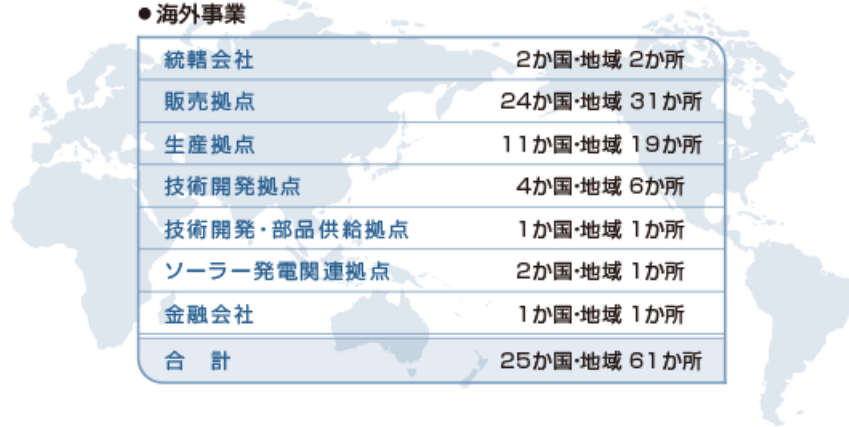 ●海外事業
統轄会社 2か国・地域 2か所
販売拠点 24か国・地域 31か所
生産拠点 11か国・地域 19か所
技術開発拠点 4か国・地域 6か所
技術開発・部品供給拠点 1か国・地域 1か所
ソーラー発電関連拠点 2か国・地域 1か所
金融会社 1か国・地域 1か所
合 計 25か国・地域 61か所